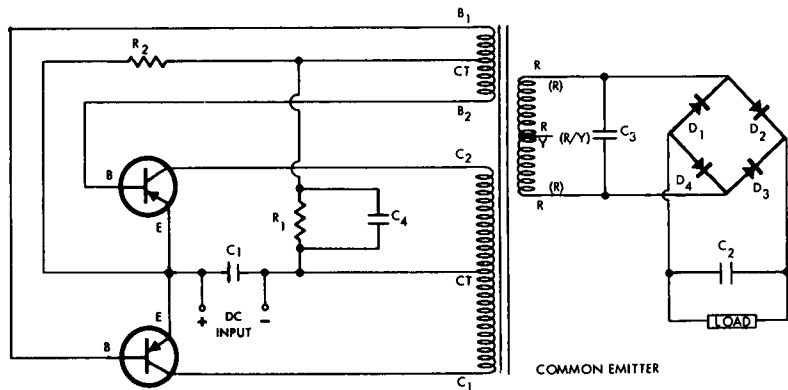 B1
R2
CT
B2
R
(R)
R
Y
(R/Y)
C3
D1
D2
D4
D3
(R)
R
B
C2
E
R1
C4
C1
CT
+
DC
INPUT
−
E
B
C1
C2
LOAD
COMMON EMITTER